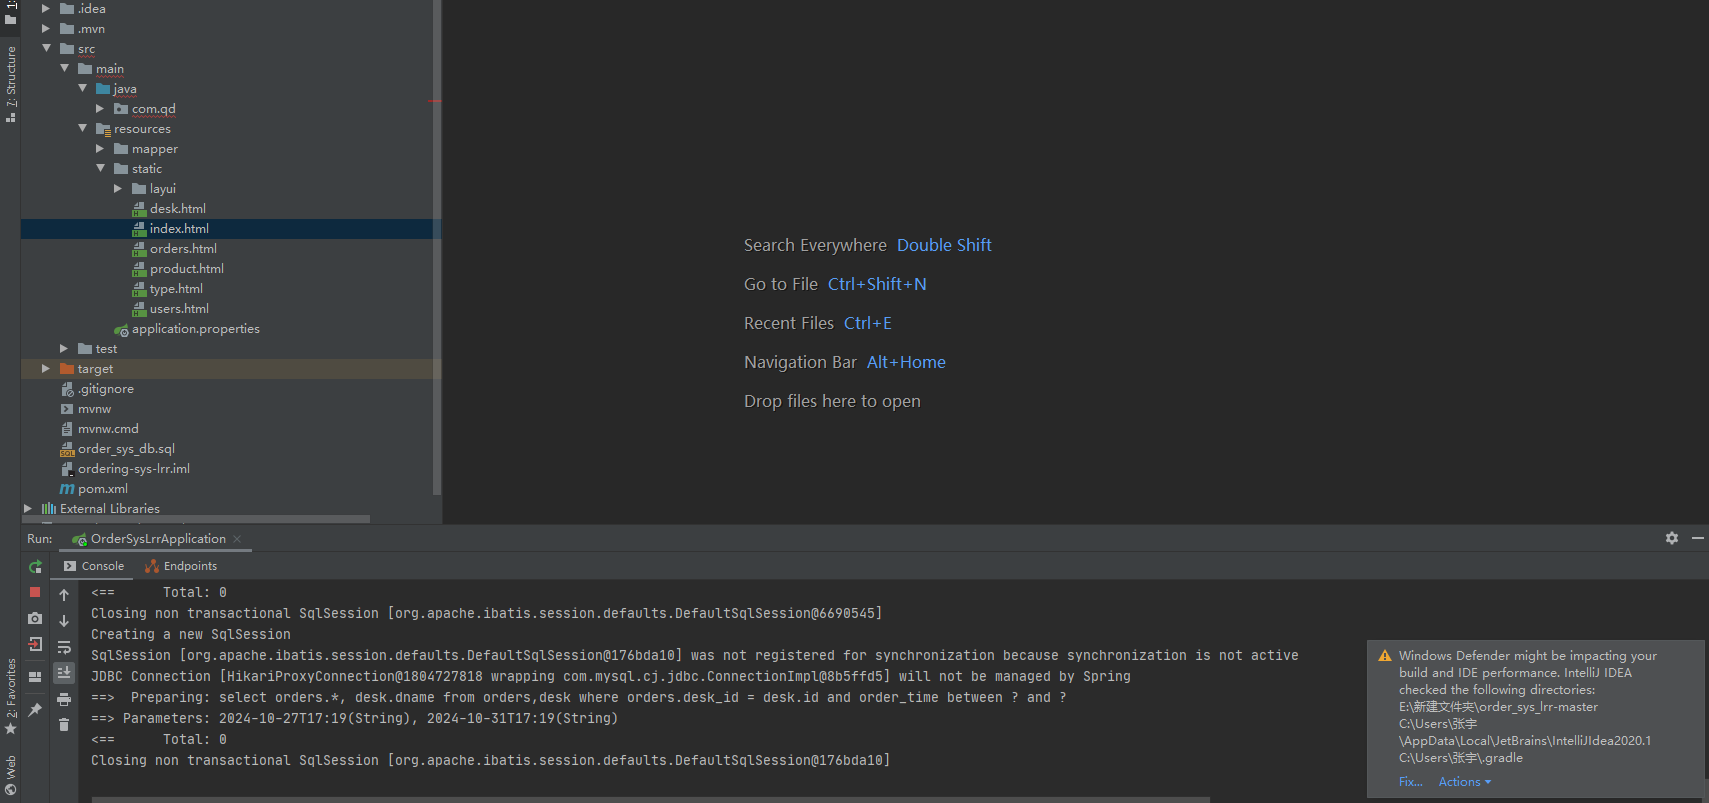 1:
.idea
.mvn
src
main
java
com.qd
resources
mapper
static
layui
desk.html
index.html
orders.html
product.html
type.html
users.html
application.properties
test
target
.gitignore
mvnw
mvnw.cmd
order_sys_db.sql
ordering-sys-lrr.iml
pom.xml
External Libraries
7: Structure
2: Favorites
Web
Search Everywhere Double Shift
Go to File Ctrl+Shift+N
Recent Files Ctrl+E
Navigation Bar Alt+Home
Drop files here to open
Run: OrderSysLrrApplication
Console Endpoints
<== Total: 0
Closing non transactional SqlSession [org.apache.ibatis.session.defaults.DefaultSqlSession@6690545]
Creating a new SqlSession
SqlSession [org.apache.ibatis.session.defaults.DefaultSqlSession@176bda10] was not registered for synchronization because synchronization is not active
JDBC Connection [HikariProxyConnection@1804727818 wrapping com.mysql.cj.jdbc.ConnectionImpl@8b5ffd5] will not be managed by Spring
==> Preparing: select orders.*, desk.dname from orders,desk where orders.desk_id = desk.id and order_time between ? and ?
==> Parameters: 2024-10-27T17:19(String), 2024-10-31T17:19(String)
<== Total: 0
Closing non transactional SqlSession [org.apache.ibatis.session.defaults.DefaultSqlSession@176bda10]
Windows Defender might be impacting your
build and IDE performance. IntelliJ IDEA
checked the following directories:
E:\新建文件夹\order_sys_lrr-master
C:\Users\张宇
\AppData\Local\JetBrains\IntelliJIdea2020.1
C:\Users\张宇\.gradle
Fix... Actions